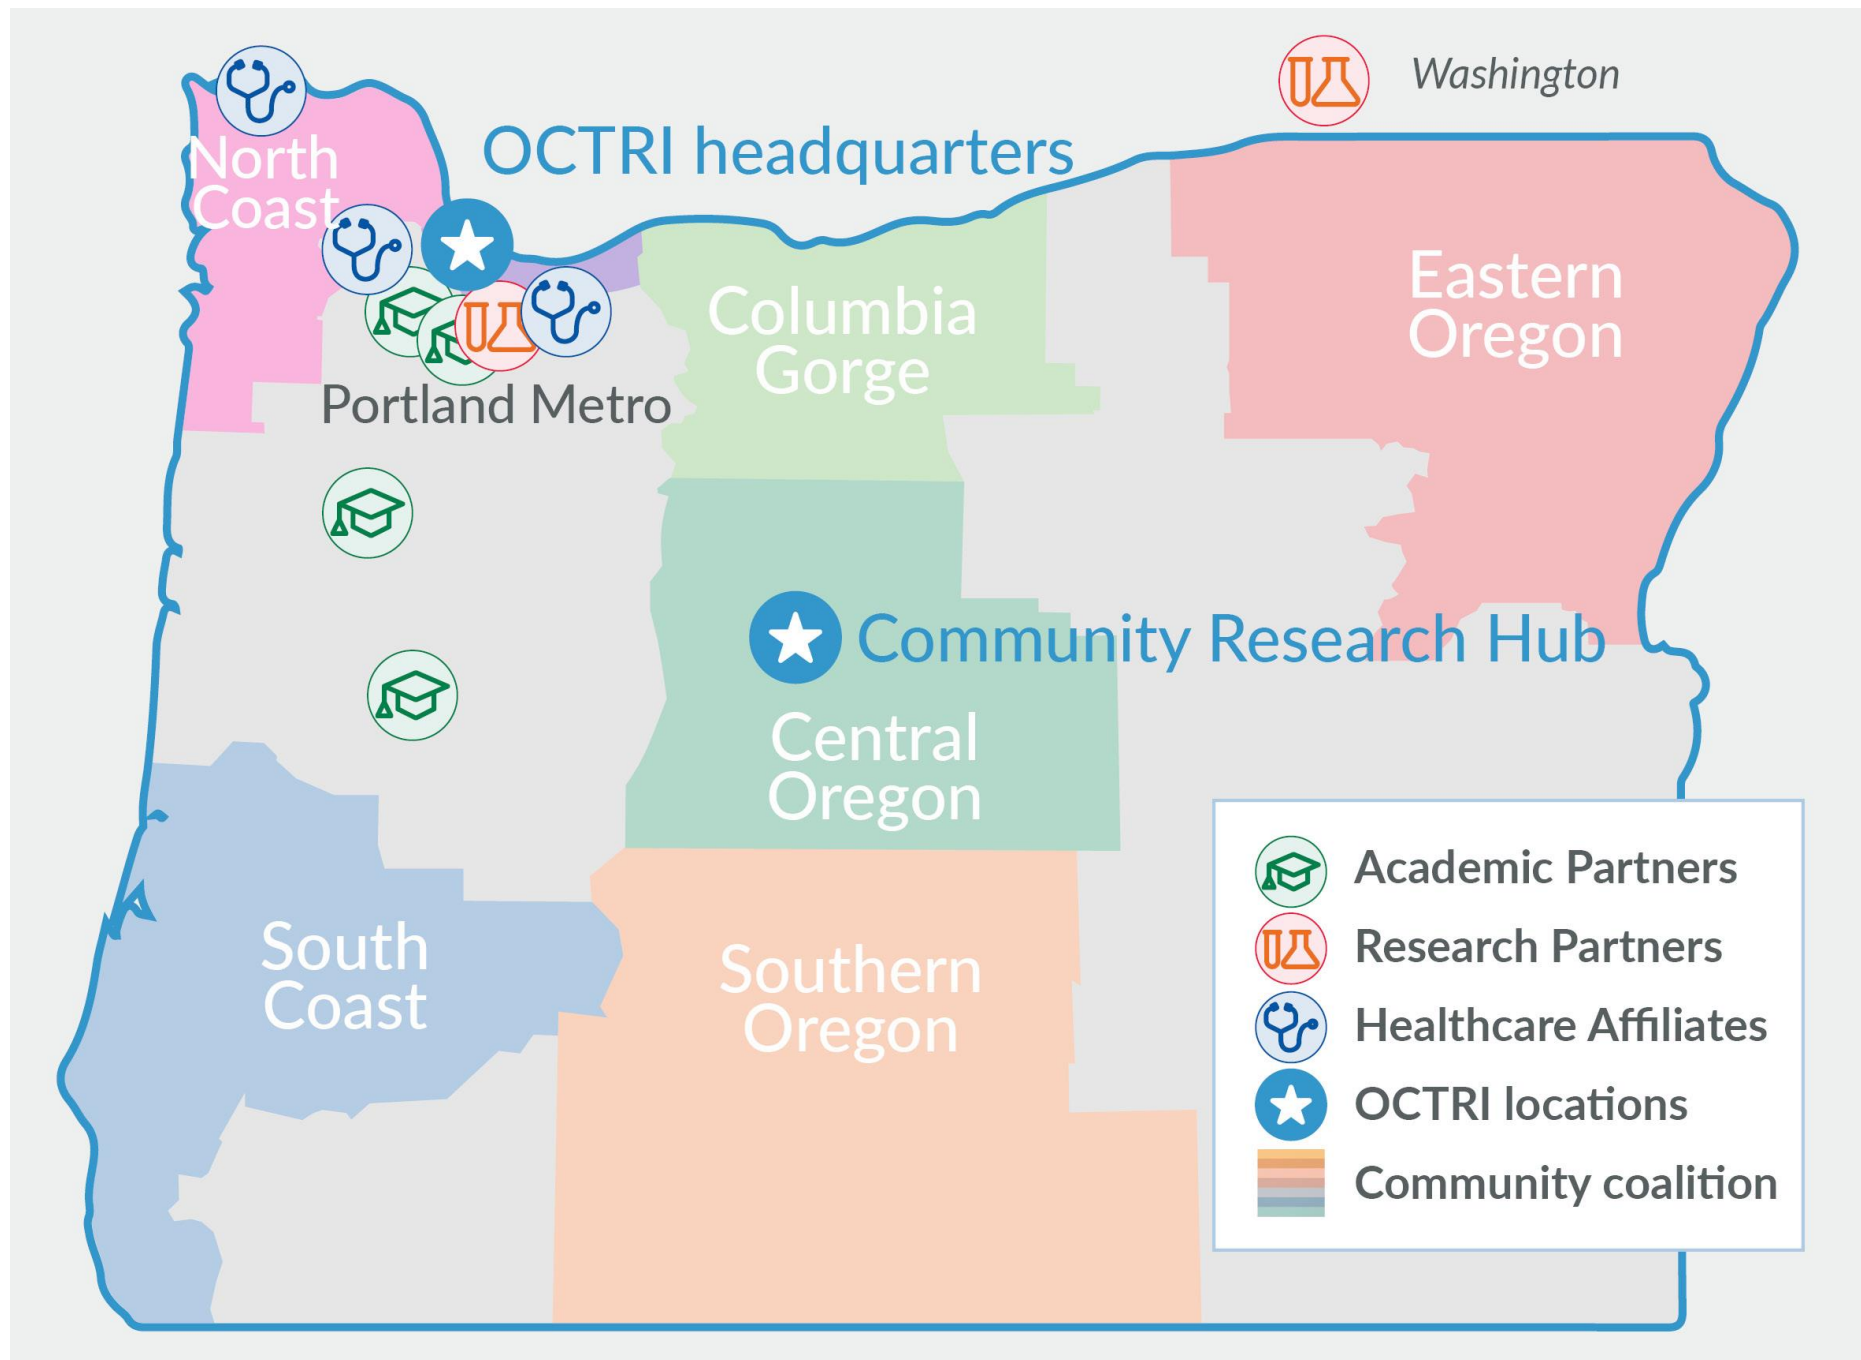 Washington
OCTRI headquarters
North
Coast
Columbia
Gorge
Eastern
Oregon
Portland Metro
Community Research Hub
Central
Oregon
South
Coast
Southern
Oregon
Academic Partners
Research Partners
Healthcare Affiliates
OCTRI locations
Community coalition